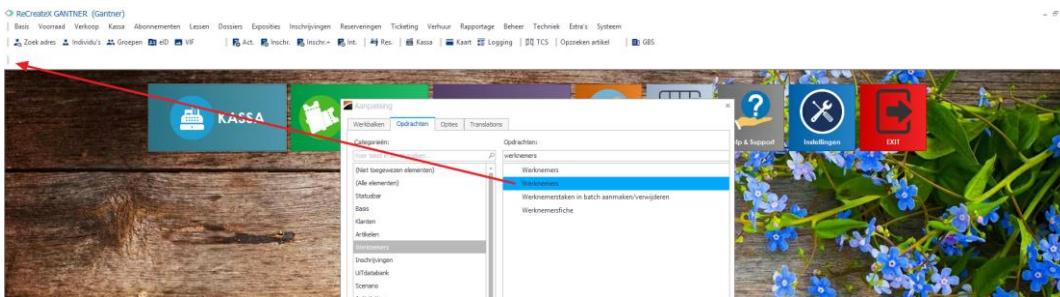 ReCreateX GANTNER (Gantner)
Basis Voorraad Verkoop Kassa Abonnementen Lessen Dossiers Exposities Inschrijvingen Reserveringen Ticketing Verhuur Rapportage Beheer Techniek Extra's Systeem
Zoek adres Individu's Groepen eID VIF Act. Inschr. Inschr.+ Int. Res. Kassa Kaart Logging TCS Opzoeken artikel GBS
KASSA
lp & Support
Instellingen
EXIT
Aanpassing
Werkbalken Opdrachten Opties Translations
Categorieën:
Opdrachten:
werknemers
(Niet toegewezen elementen)
(Alle elementen)
Statusbar
Basis
Klanten
Artikelen
Werknemers
Inschrijvingen
UiTdatabank
Scenario
Werknemers
Werknemers
Werknemerstaken in batch aanmaken/verwijderen
Werknemersfiche